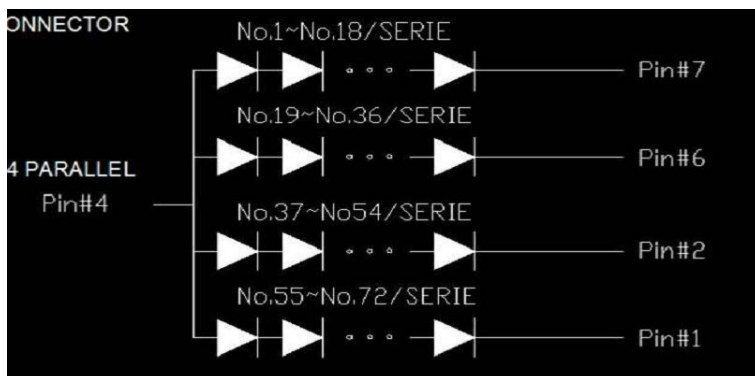 ONNECTOR
No.1~No.18/SERIE
Pin#7
No.19~No.36/SERIE
Pin#6
4 PARALLEL
Pin#4
No.37~No54/SERIE
Pin#2
No.55~No.72/SERIE
Pin#1